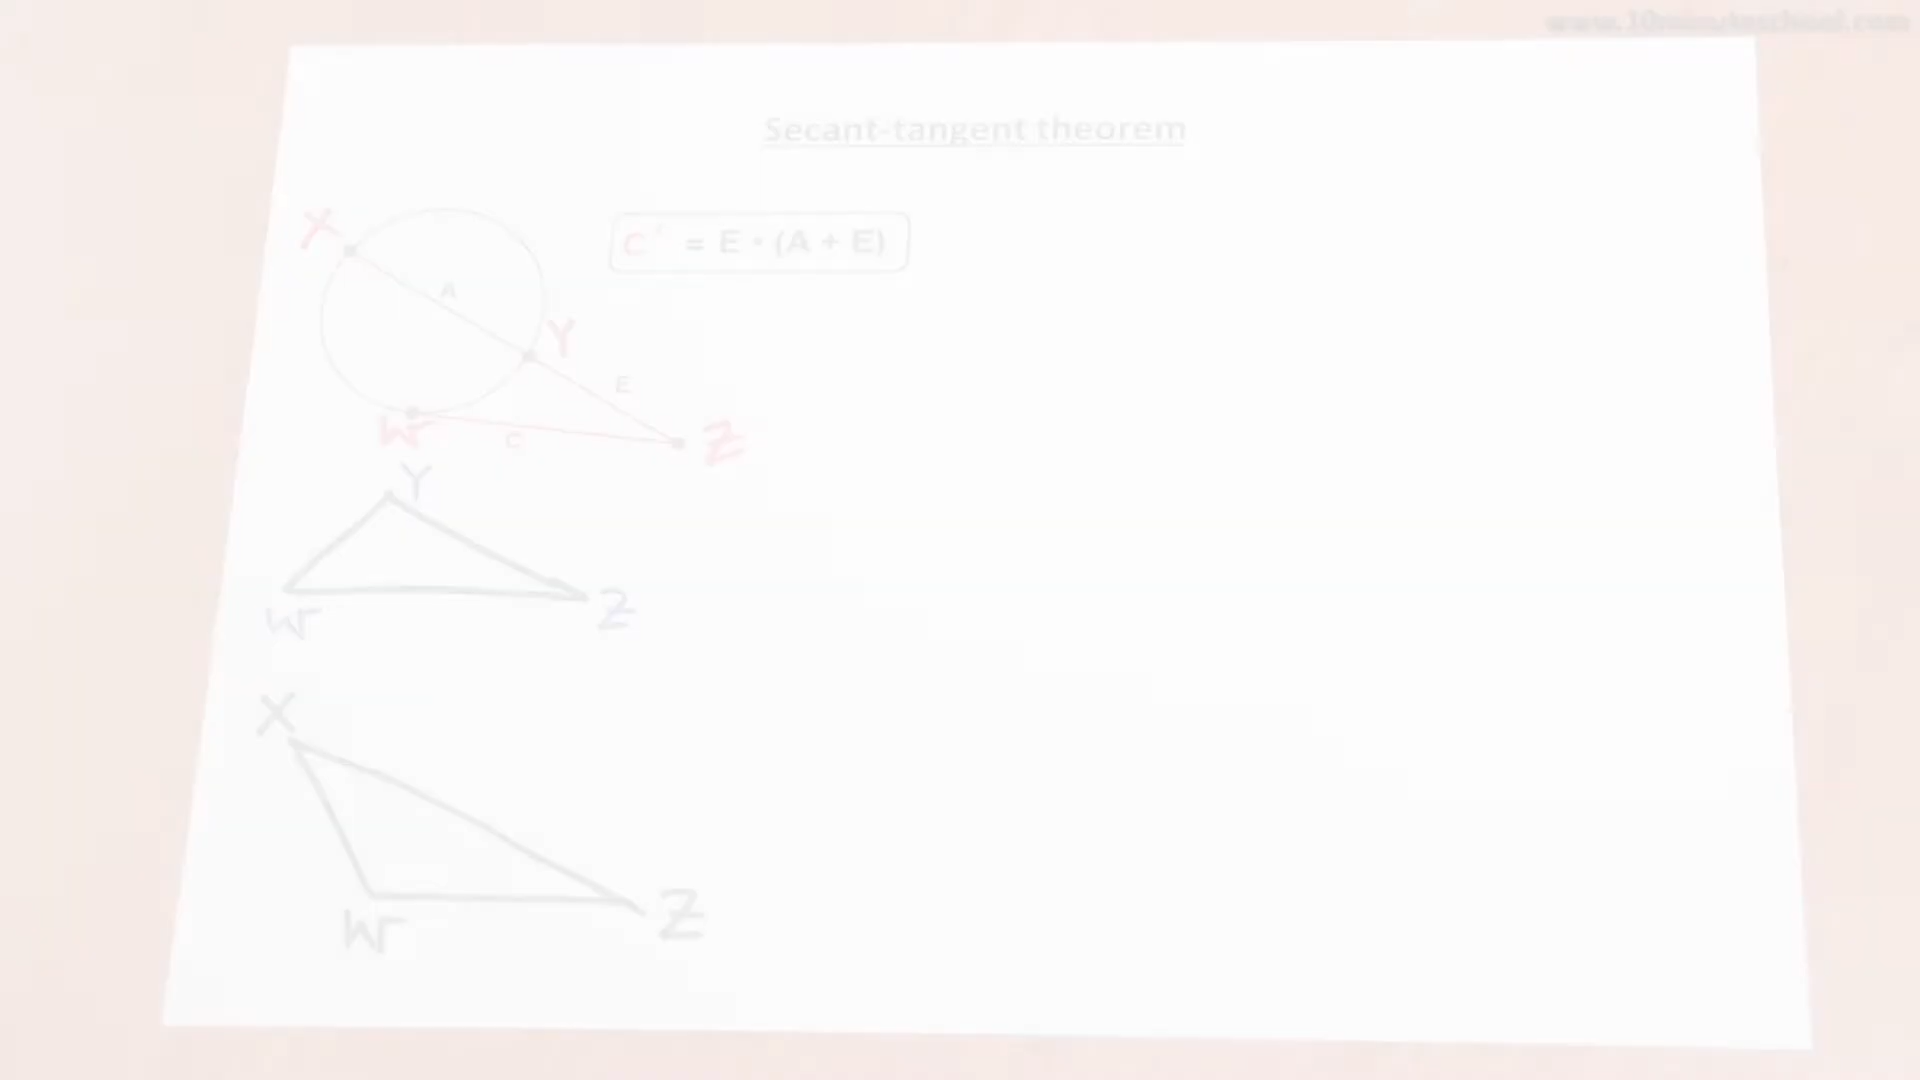 Secant-tangent theorem
X
C² = E • (A + E)
A
Y
E
W
C
Z
Y
W
Z
X
W
Z